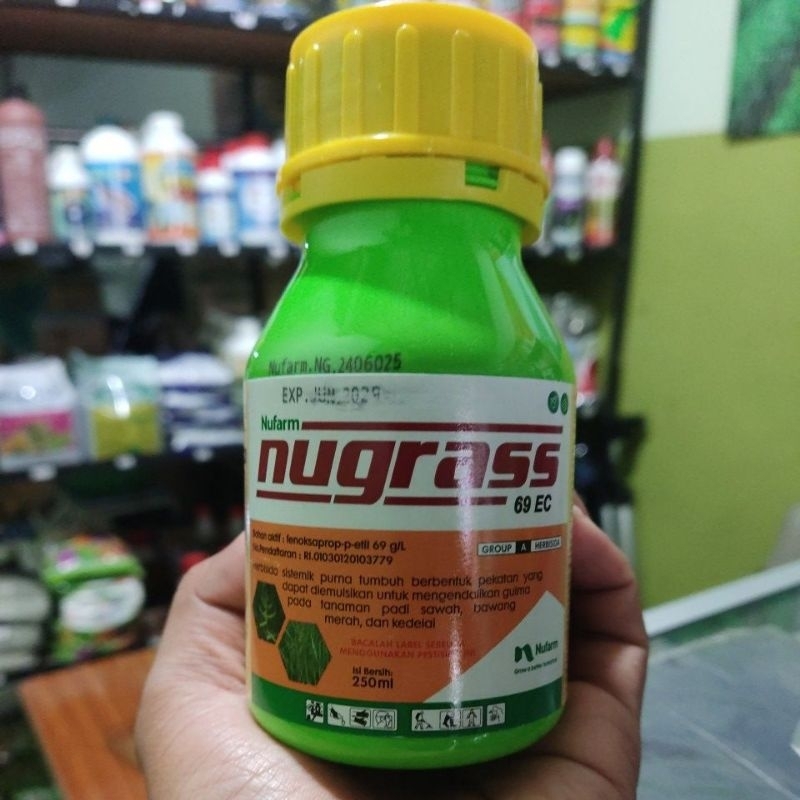 Nufarm.NG.2406025
EXP.JUN 2029
Nufarm
nugrass
69 EC
Bahan aktif : fenoksaprop-p-etil 69 g/L
No.Pendaftaran : RI.01030120103779
GROUP A HERBISIDA
Herbisida sistemik purna tumbuh berbentuk pekatan yang
dapat diemulsikan untuk mengendalikan gulma
pada tanaman padi sawah, bawang
merah, dan kedelai
BACALAH LABEL SEBELUM
MENGGUNAKAN PESTISIDA INI
Isi Bersih:
250ml
Nufarm